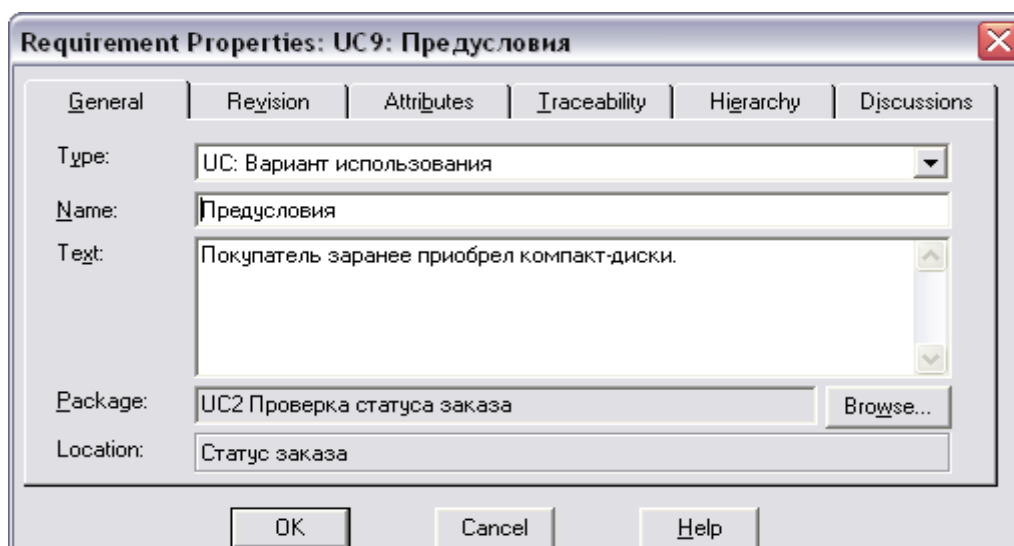 Requirement Properties: UC9: Предусловия
General Revision Attributes Traceability Hierarchy Discussions
Type: UC: Вариант использования
Name: Предусловия
Text: Покупатель заранее приобрел компакт-диски.
Package: UC2 Проверка статуса заказа Browse...
Location: Статус заказа
OK Cancel Help